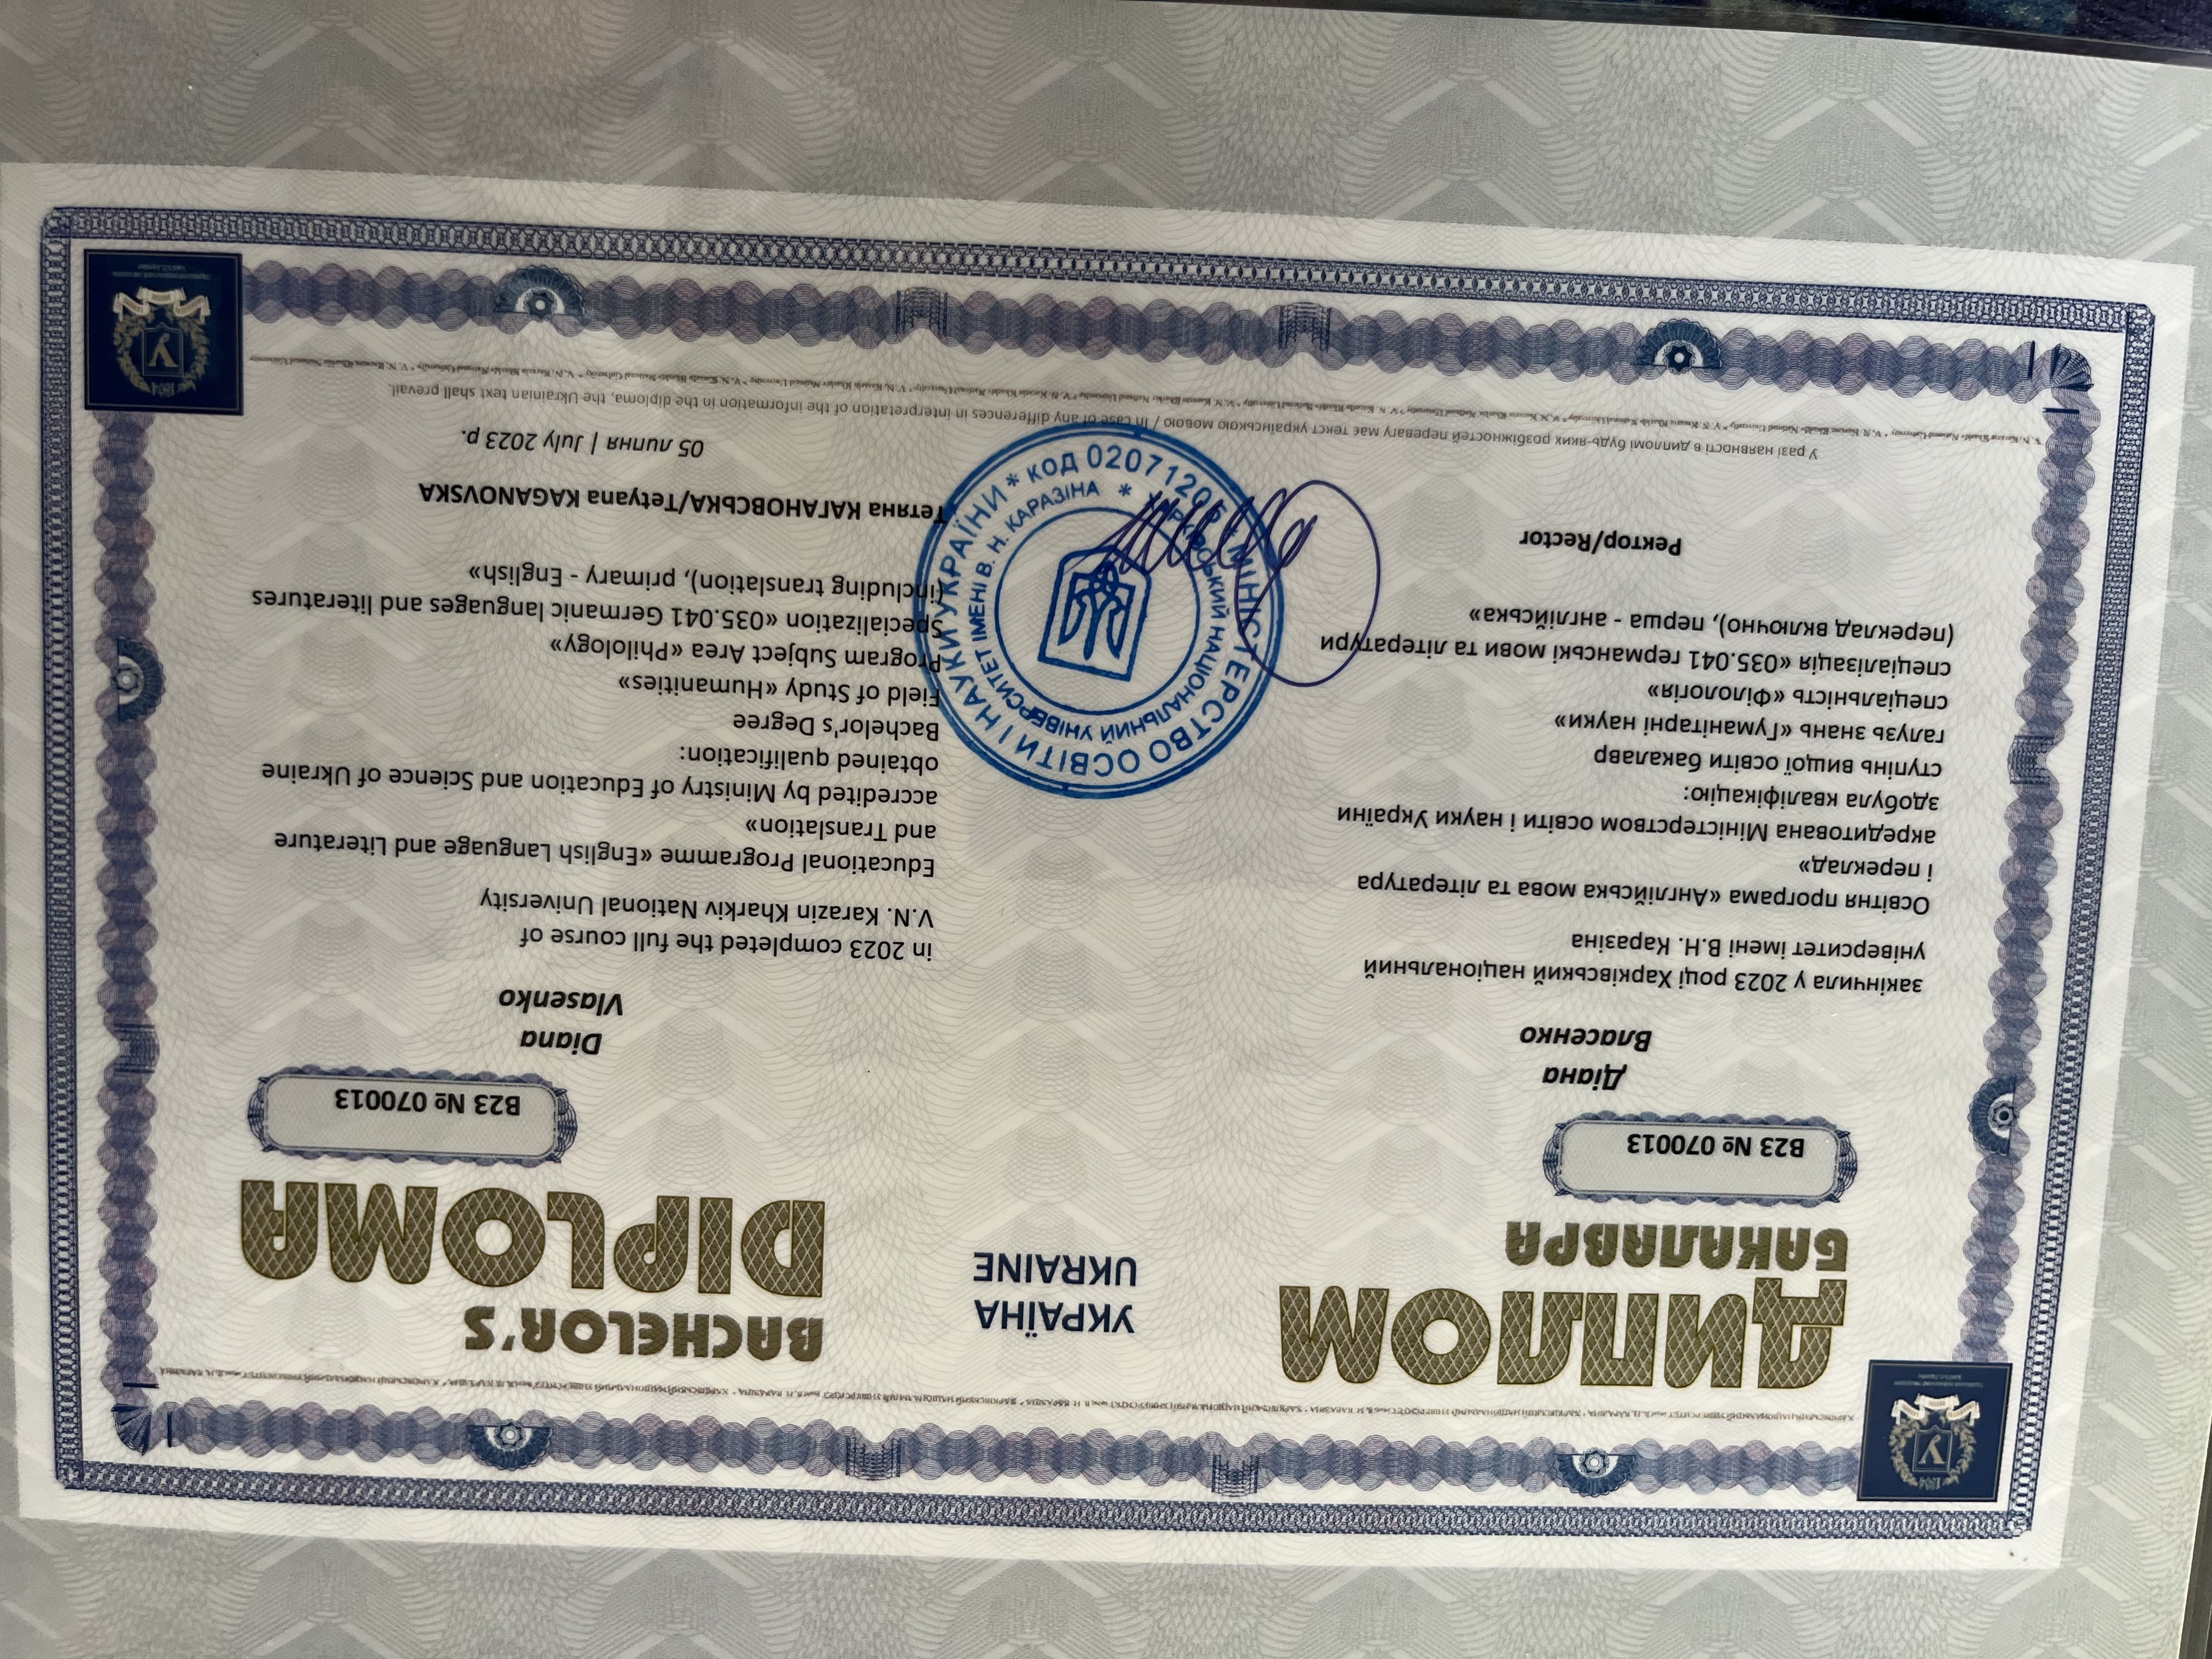 ДИПЛОМ
БАКАЛАВРА
B23 № 070013
Діана
Власенко
закінчила у 2023 році Харківський національний
університет імені В.Н. Каразіна
Освітня програма «Англійська мова та література
і переклад»
акредитована Міністерством освіти і науки України
здобула кваліфікацію:
ступінь вищої освіти бакалавр
галузь знань «Гуманітарні науки»
спеціальність «Філологія»
спеціалізація «035.041 германські мови та літератури
(переклад включно), перша - англійська»
Ректор/Rector
УКРАЇНА
UKRAINE
BACHELOR'S
DIPLOMA
B23 № 070013
Diana
Vlasenko
in 2023 completed the full course of
V.N. Karazin Kharkiv National University
Educational Programme «English Language and Literature
and Translation»
accredited by Ministry of Education and Science of Ukraine
obtained qualification:
Bachelor's Degree
Field of Study «Humanities»
Program Subject Area «Philology»
Specialization «035.041 Germanic languages and literatures
(including translation), primary - English»
Тетяна КАГАНОВСЬКА/Tetyana KAGANOVSKA
05 липня / July 2023 р.
У разі наявності в дипломі будь-яких розбіжностей перевагу має текст українською мовою / In case of any differences in interpretation of the information in the diploma, the Ukrainian text shall prevail.
МІНІСТЕРСТВО ОСВІТИ І НАУКИ УКРАЇНИ * КОД 02071205
ХАРКІВСЬКИЙ НАЦІОНАЛЬНИЙ УНІВЕРСИТЕТ ІМЕНІ В. Н. КАРАЗІНА *
1804
У
1804
У